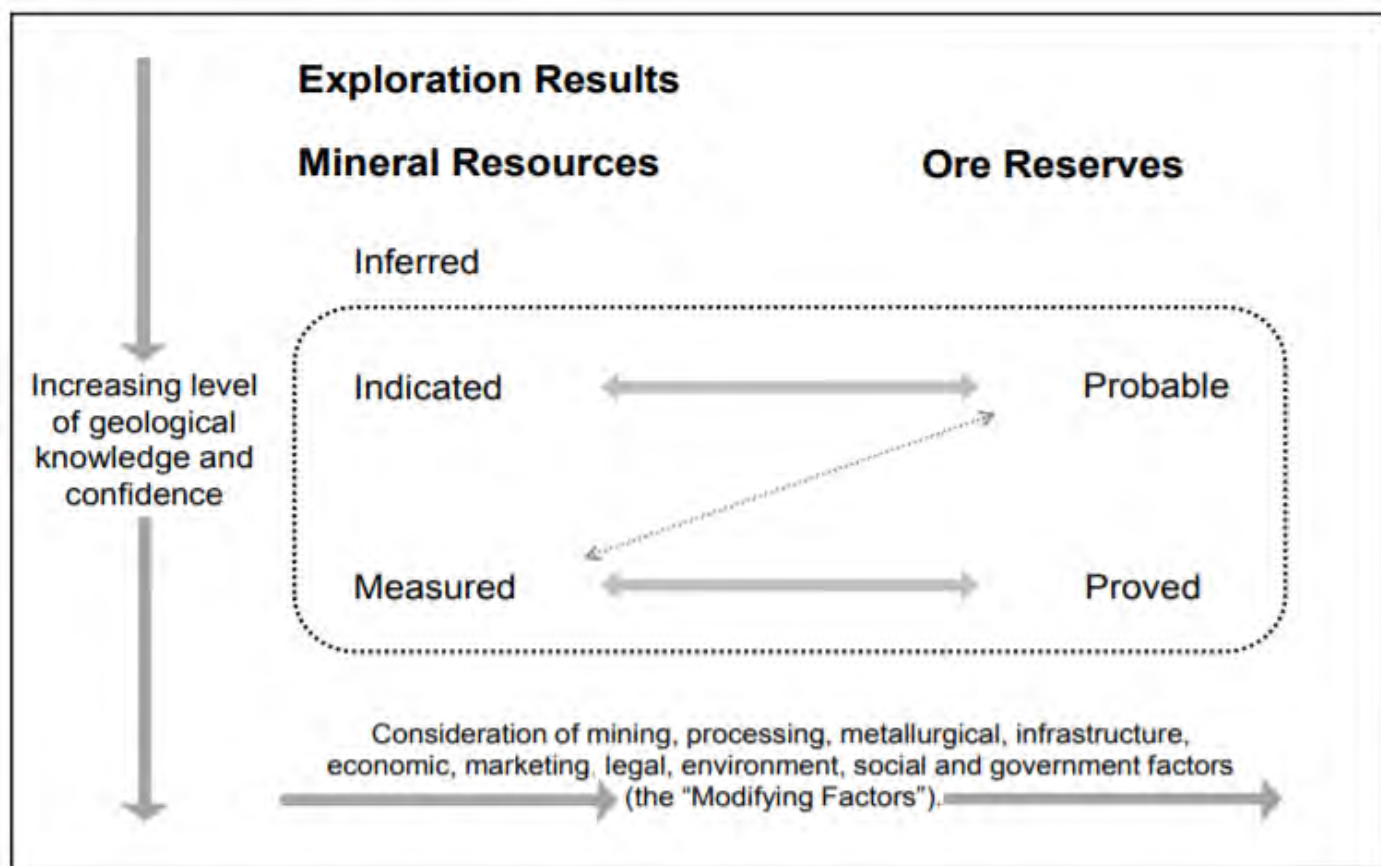 Exploration Results
Mineral Resources
Ore Reserves
Inferred
Increasing level
of geological
knowledge and
confidence
Indicated
Probable
Measured
Proved
Consideration of mining, processing, metallurgical, infrastructure,
economic, marketing, legal, environment, social and government factors
(the “Modifying Factors”).